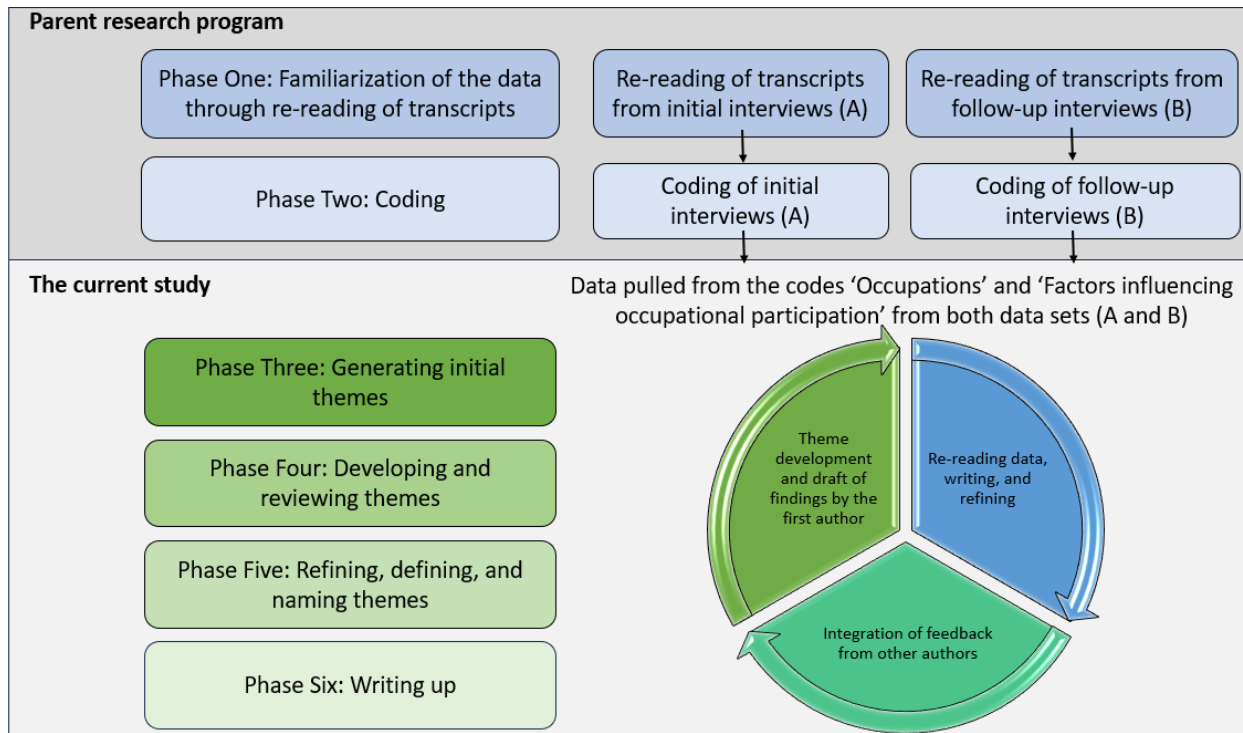 Parent research program
Phase One: Familiarization of the data
through re-reading of transcripts
Re-reading of transcripts
from initial interviews (A)
Re-reading of transcripts from
follow-up interviews (B)
Phase Two: Coding
Coding of initial
interviews (A)
Coding of follow-up
interviews (B)
The current study
Data pulled from the codes ‘Occupations’ and ‘Factors influencing
occupational participation’ from both data sets (A and B)
Phase Three: Generating initial
themes
Phase Four: Developing and
reviewing themes
Phase Five: Refining, defining, and
naming themes
Phase Six: Writing up
Theme
development
and draft of
findings by the
first author
Re-reading data,
writing, and
refining
Integration of feedback
from other authors